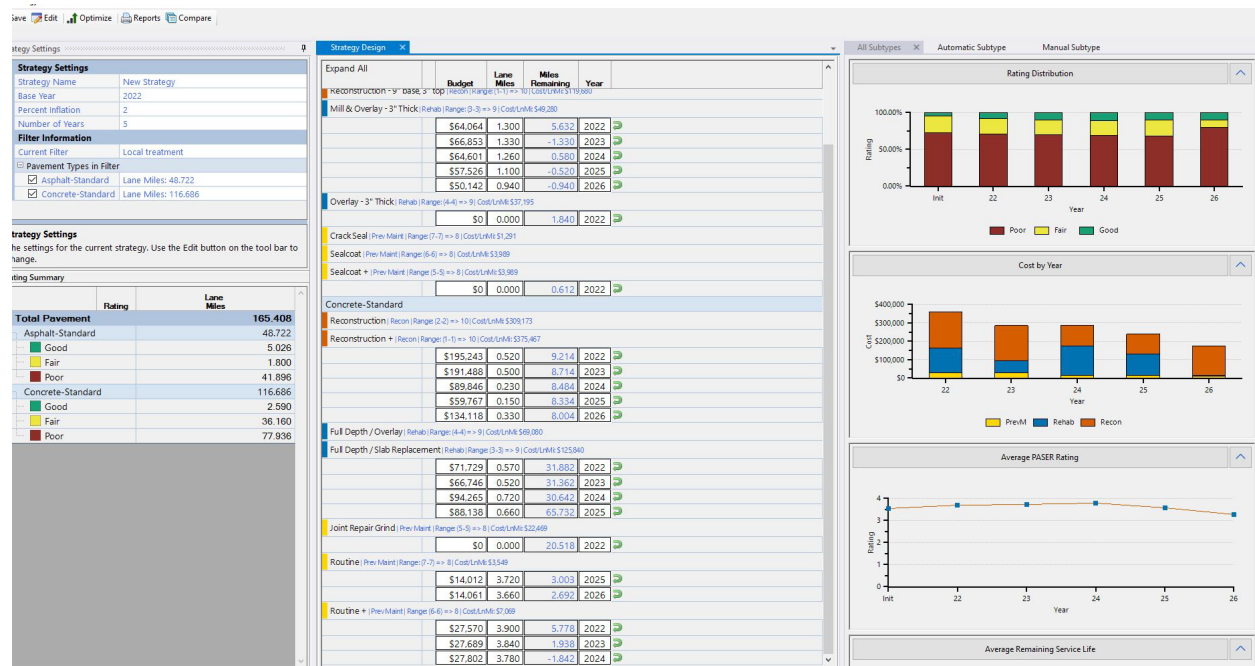 ave Edit Optimize Reports Compare
ategy Settings
Strategy Settings
Strategy Name New Strategy
Base Year 2022
Percent Inflation 2
Number of Years 5
Filter Information
Current Filter Local treatment
Pavement Types in Filter
Asphalt-Standard Lane Miles: 48.722
Concrete-Standard Lane Miles: 116.686
trategy Settings
he settings for the current strategy. Use the Edit button on the tool bar to
hange.
ating Summary
Rating Lane Miles
Total Pavement 165.408
Asphalt-Standard 48.722
Good 5.026
Fair 1.800
Poor 41.896
Concrete-Standard 116.686
Good 2.590
Fair 36.160
Poor 77.936
Strategy Design
Expand All
Budget Lane Miles Miles Remaining Year
Reconstruction - 9" base, 3" top | Recon | Range: (1-1) => 10 | Cost/LnMi: $119,680
Mill & Overlay - 3" Thick | Rehab | Range: (3-3) => 9 | Cost/LnMi: $49,280
$64,064 1.300 5.632 2022
$66,853 1.330 -1.330 2023
$64,601 1.260 0.580 2024
$57,526 1.100 -0.520 2025
$50,142 0.940 -0.940 2026
Overlay - 3" Thick | Rehab | Range: (4-4) => 9 | Cost/LnMi: $37,195
$0 0.000 1.840 2022
Crack Seal | Prev Maint | Range: (7-7) => 8 | Cost/LnMi: $1,291
Sealcoat | Prev Maint | Range: (6-6) => 8 | Cost/LnMi: $3,989
Sealcoat + | Prev Maint | Range: (5-5) => 8 | Cost/LnMi: $3,989
$0 0.000 0.612 2022
Concrete-Standard
Reconstruction | Recon | Range: (2-2) => 10 | Cost/LnMi: $309,173
Reconstruction + | Recon | Range: (1-1) => 10 | Cost/LnMi: $375,467
$195,243 0.520 9.214 2022
$191,488 0.500 8.714 2023
$89,846 0.230 8.484 2024
$59,767 0.150 8.334 2025
$134,118 0.330 8.004 2026
Full Depth / Overlay | Rehab | Range: (4-4) => 9 | Cost/LnMi: $69,080
Full Depth / Slab Replacement | Rehab | Range: (3-3) => 9 | Cost/LnMi: $125,840
$71,729 0.570 31.882 2022
$66,746 0.520 31.362 2023
$94,265 0.720 30.642 2024
$88,138 0.660 65.732 2025
Joint Repair Grind | Prev Maint | Range: (5-5) => 8 | Cost/LnMi: $22,469
$0 0.000 20.518 2022
Routine | Prev Maint | Range: (7-7) => 8 | Cost/LnMi: $3,549
$14,012 3.720 3.003 2025
$14,061 3.660 2.692 2026
Routine + | Prev Maint | Range: (6-6) => 8 | Cost/LnMi: $7,069
$27,570 3.900 5.778 2022
$27,689 3.840 1.938 2023
$27,802 3.780 -1.842 2024
All Subtypes Automatic Subtype Manual Subtype
Rating Distribution
100.00%
50.00%
0.00%
Rating
Init 22 23 24 25 26
Year
Poor Fair Good
Cost by Year
$400,000
$300,000
$200,000
$100,000
$0
Cost
22 23 24 25 26
Year
PrevM Rehab Recon
Average PASER Rating
4
3
2
1
0
Rating
Init 22 23 24 25 26
Year
Average Remaining Service Life